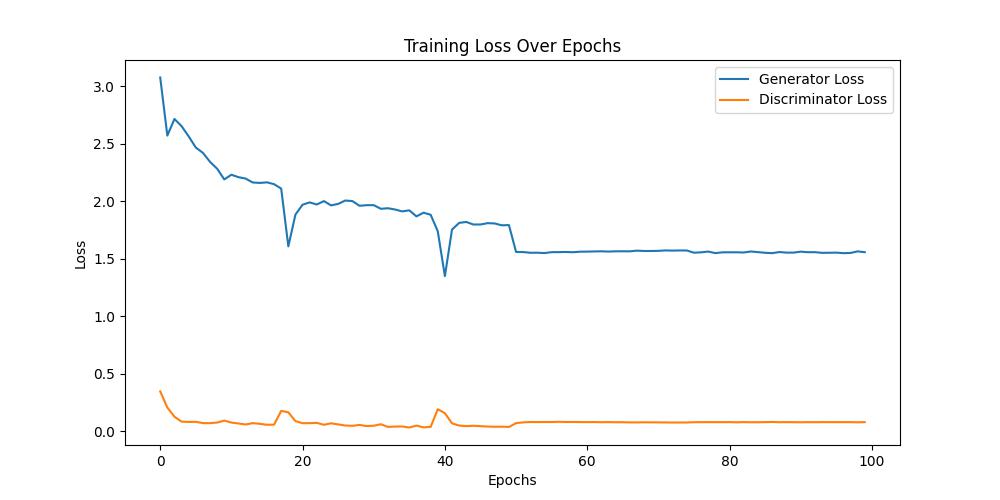 Training Loss Over Epochs
Generator Loss
Discriminator Loss
3.0
2.5
2.0
1.5
1.0
0.5
0.0
Loss
0 20 40 60 80 100
Epochs